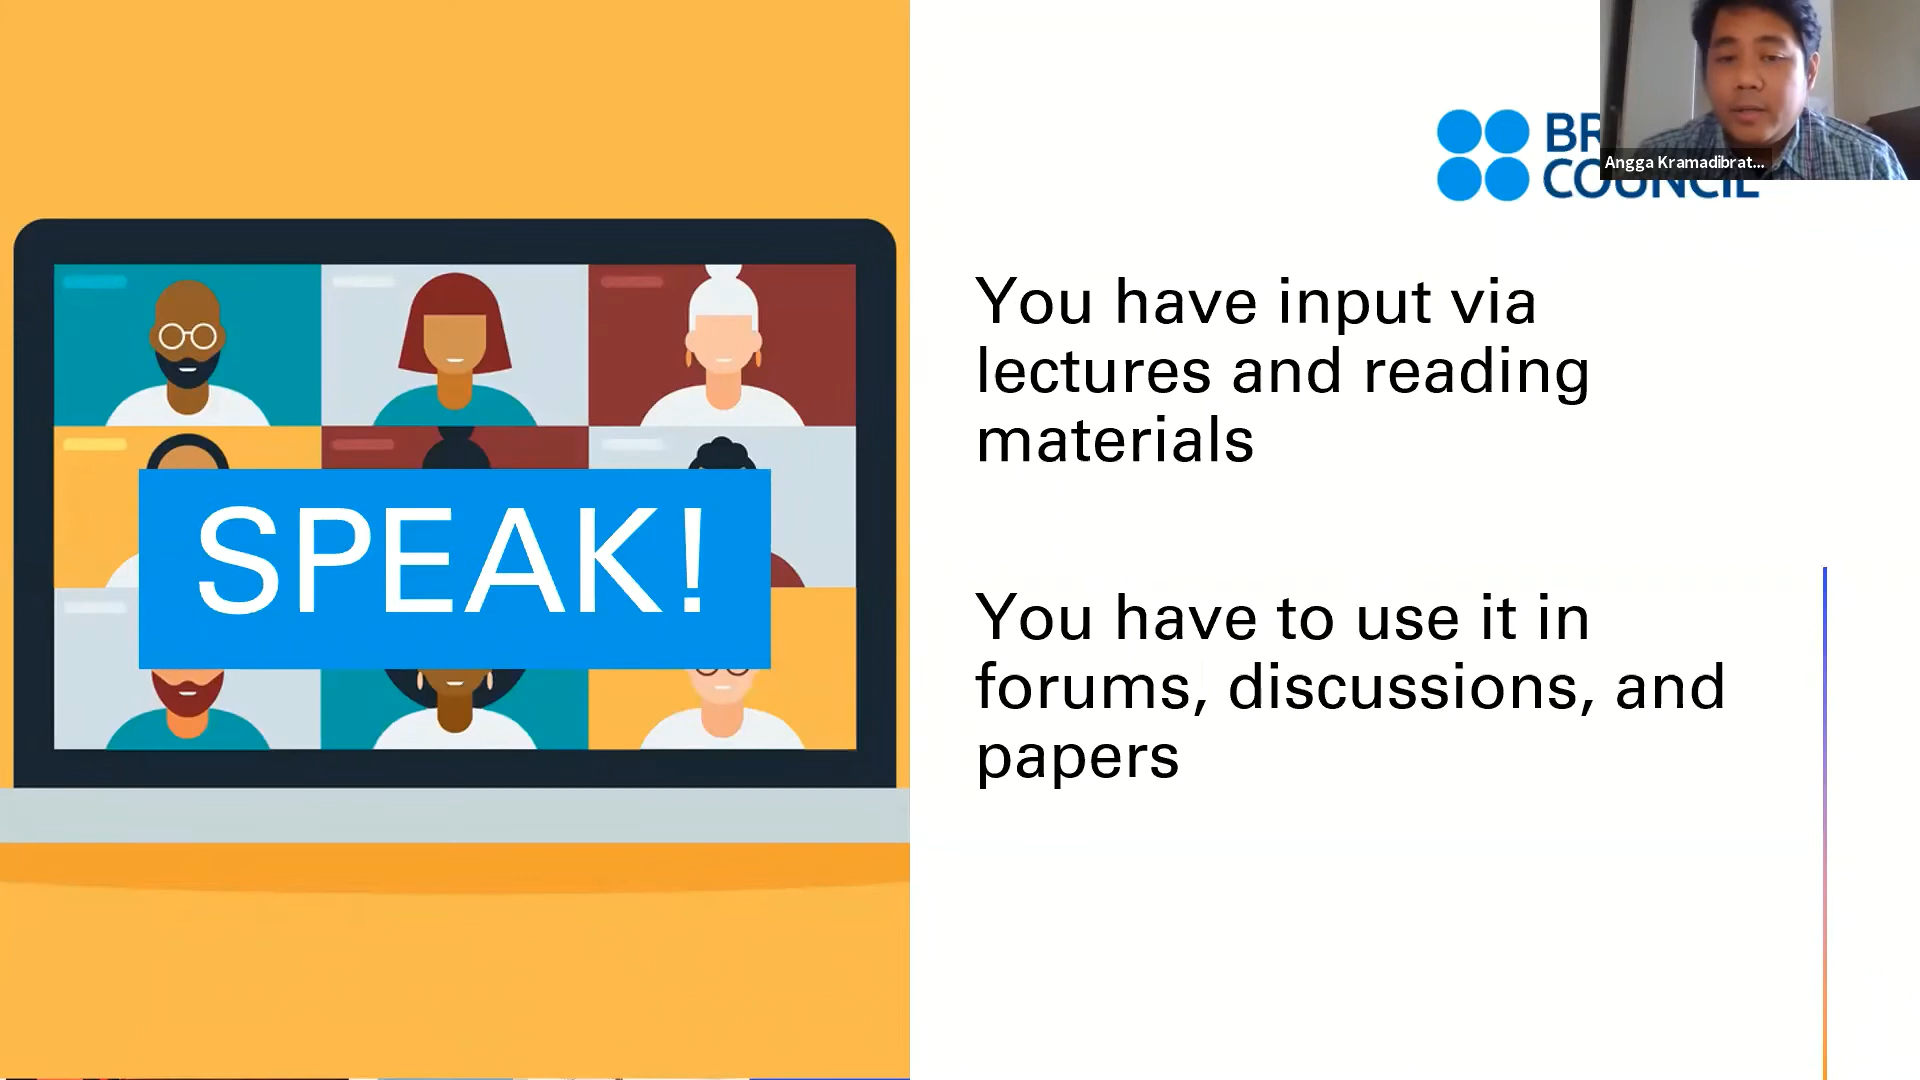 SPEAK!
COUNCIL
Angga Kramadibrat...
You have input via
lectures and reading
materials
You have to use it in
forums, discussions, and
papers